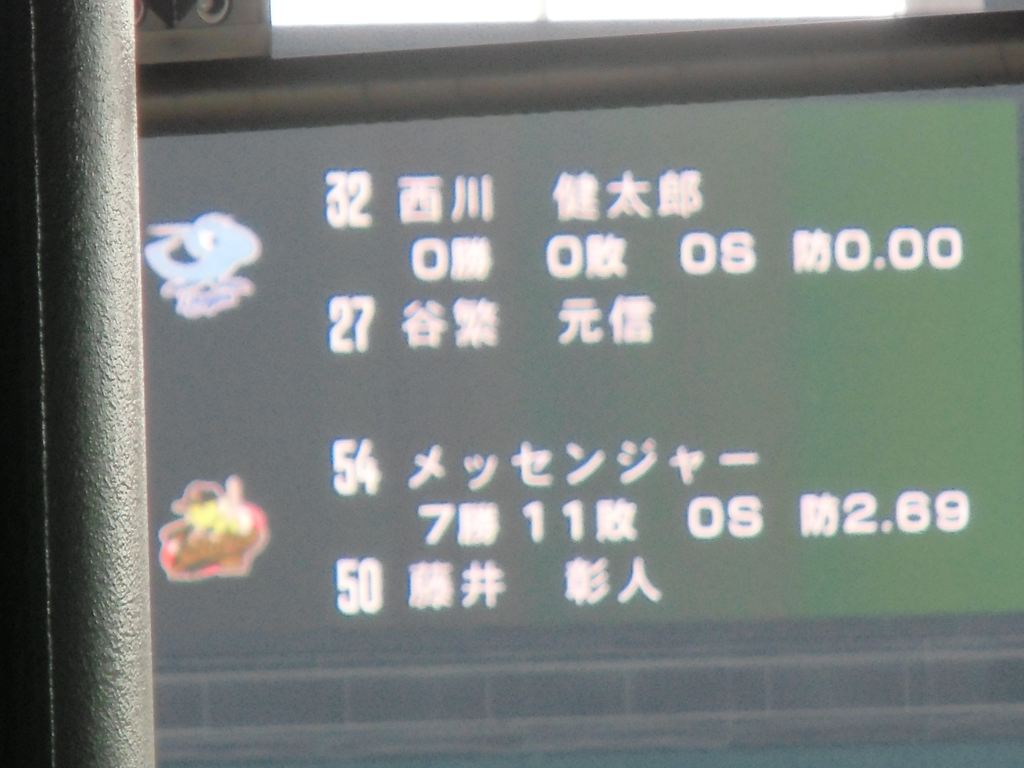 32 西川 健太郎
0勝 0敗 0S 防0.00
27 谷繁 元信
54 メッセンジャー
7勝 11敗 0S 防2.69
50 藤井 彰人